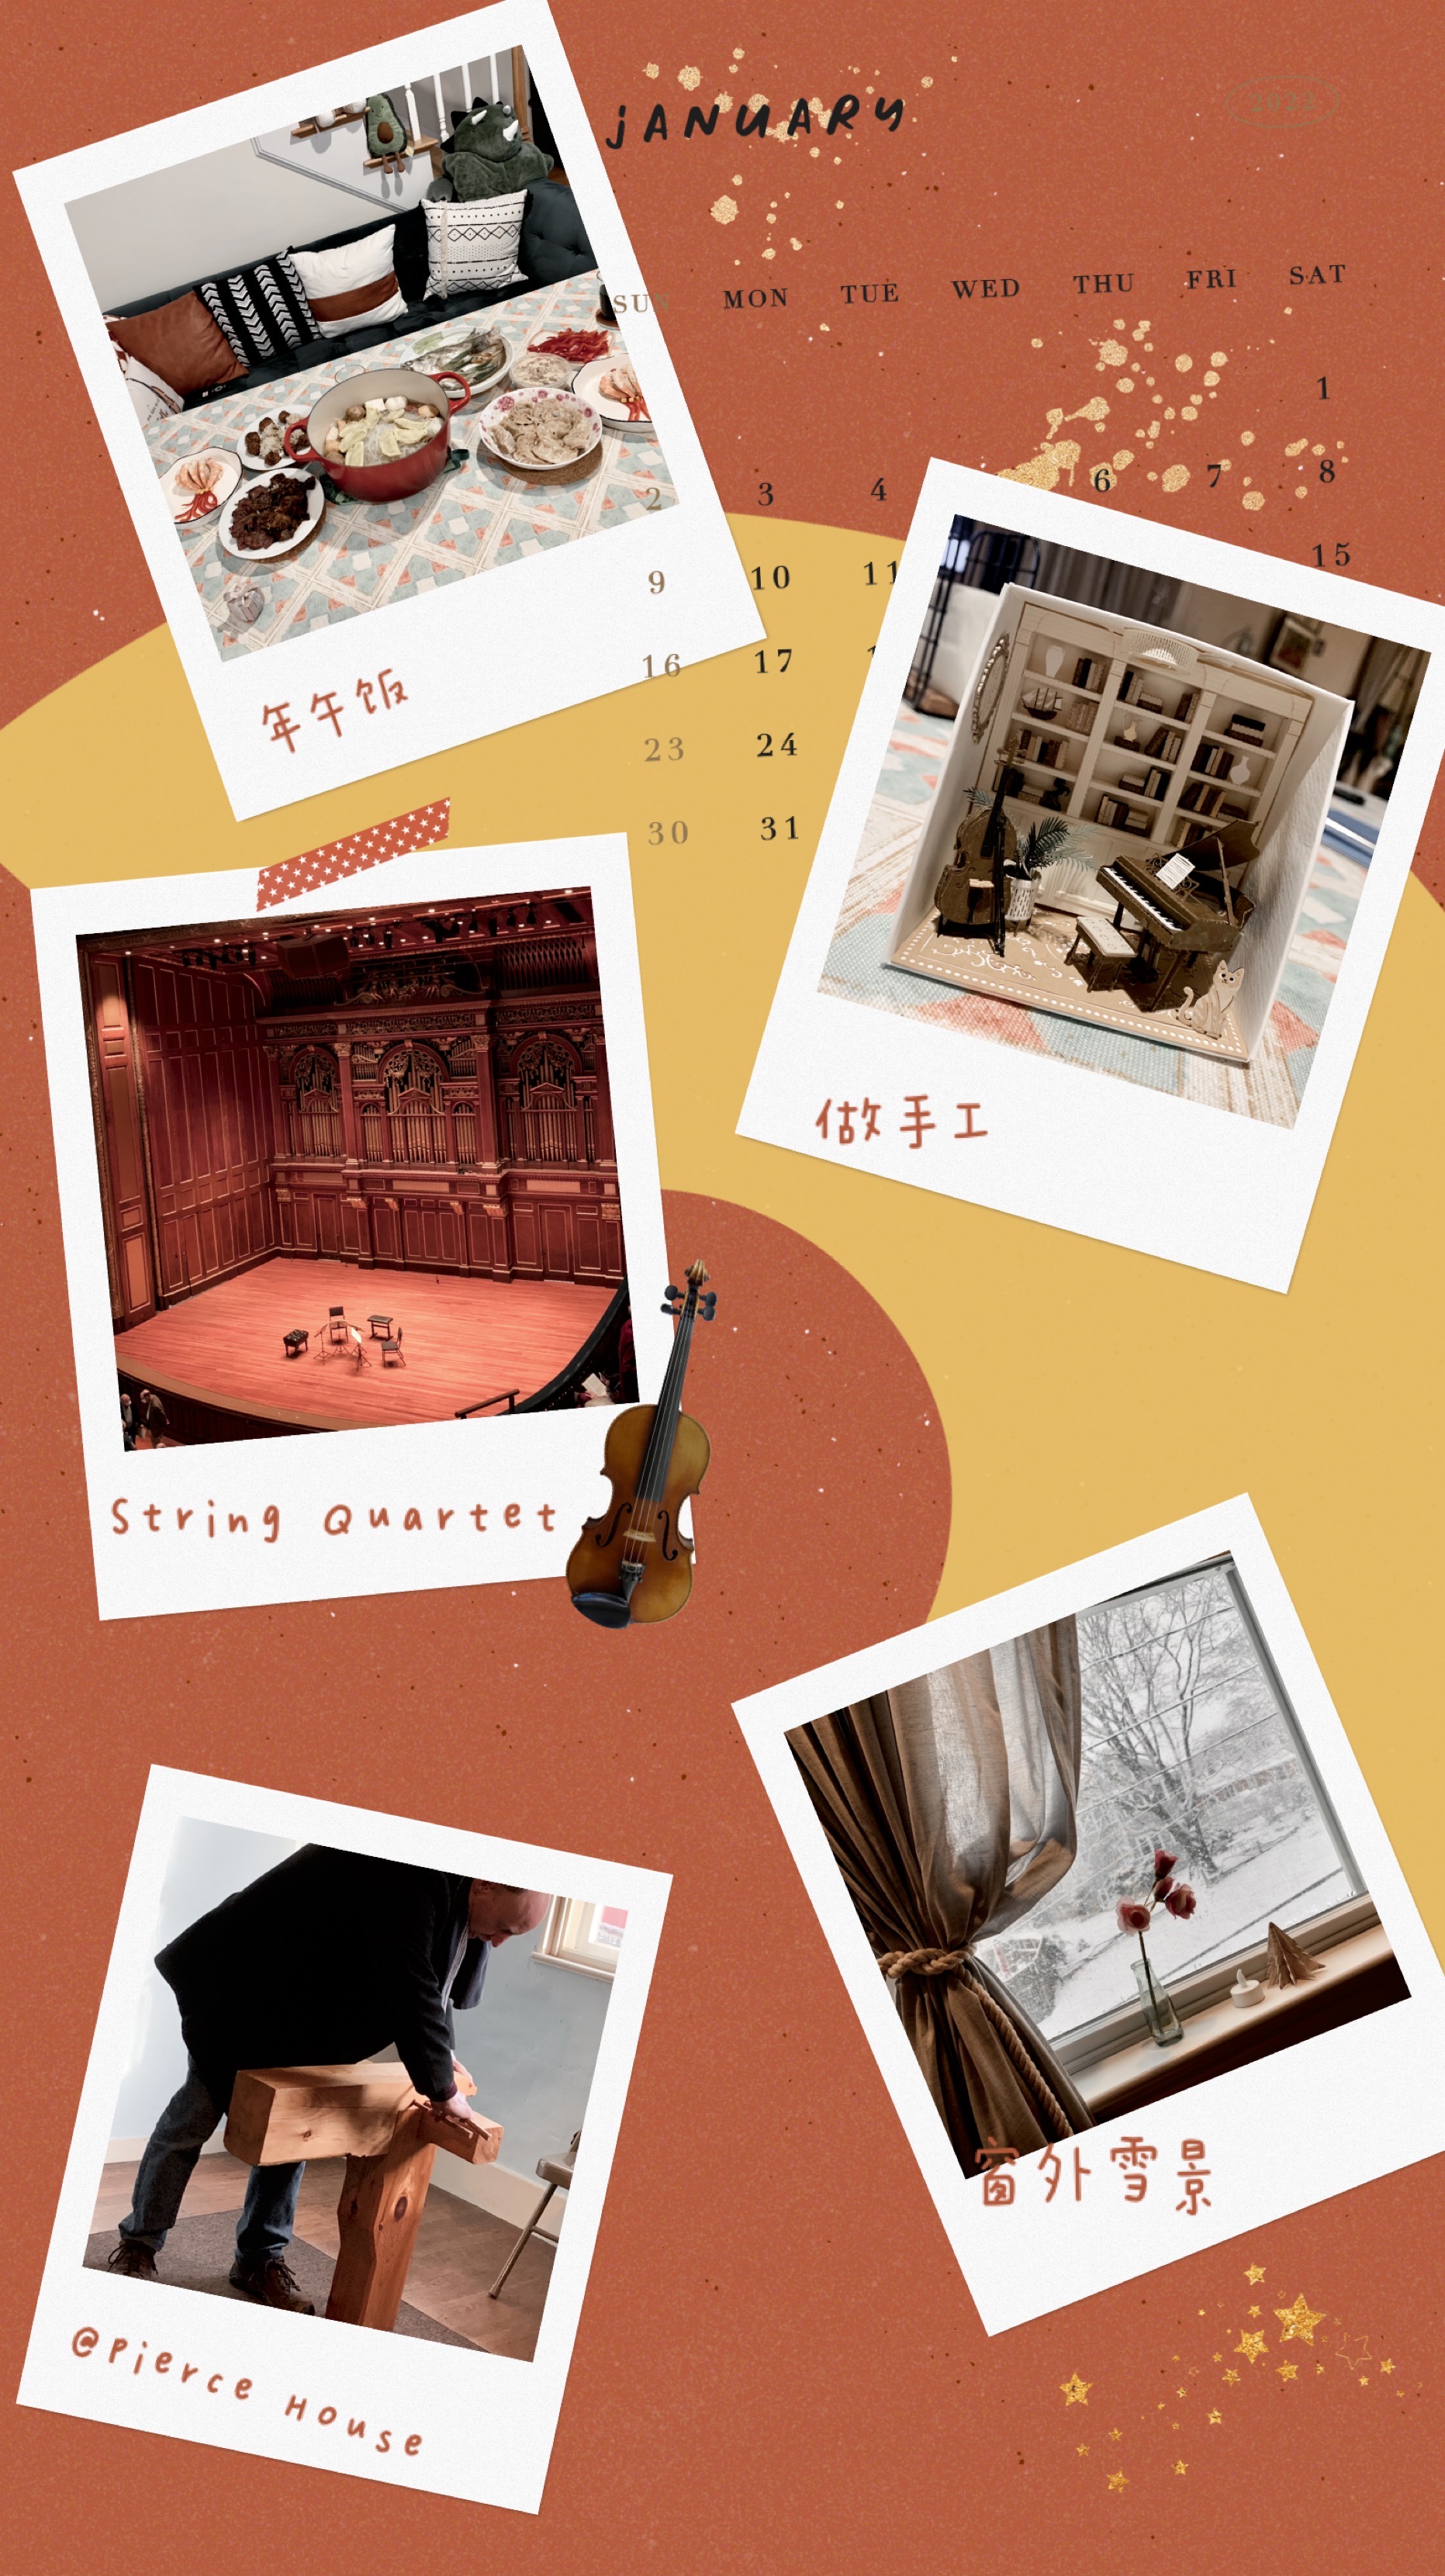 JANUARY
2022
SUN MON TUE WED THU FRI SAT
1
2 3 4 6 7 8
9 10 11 15
16 17
23 24
30 31
年午饭
做手工
String Quartet
窗外雪景
@Pierce House